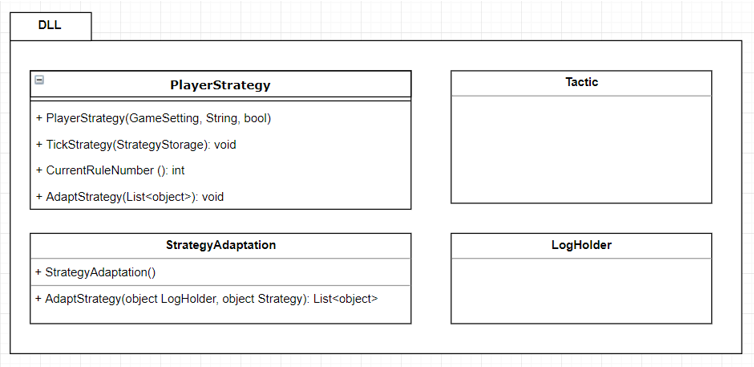 DLL
PlayerStrategy
+ PlayerStrategy(GameSetting, String, bool)
+ TickStrategy(StrategyStorage): void
+ CurrentRuleNumber (): int
+ AdaptStrategy(List<object>): void
Tactic
StrategyAdaptation
+ StrategyAdaptation()
+ AdaptStrategy(object LogHolder, object Strategy): List<object>
LogHolder